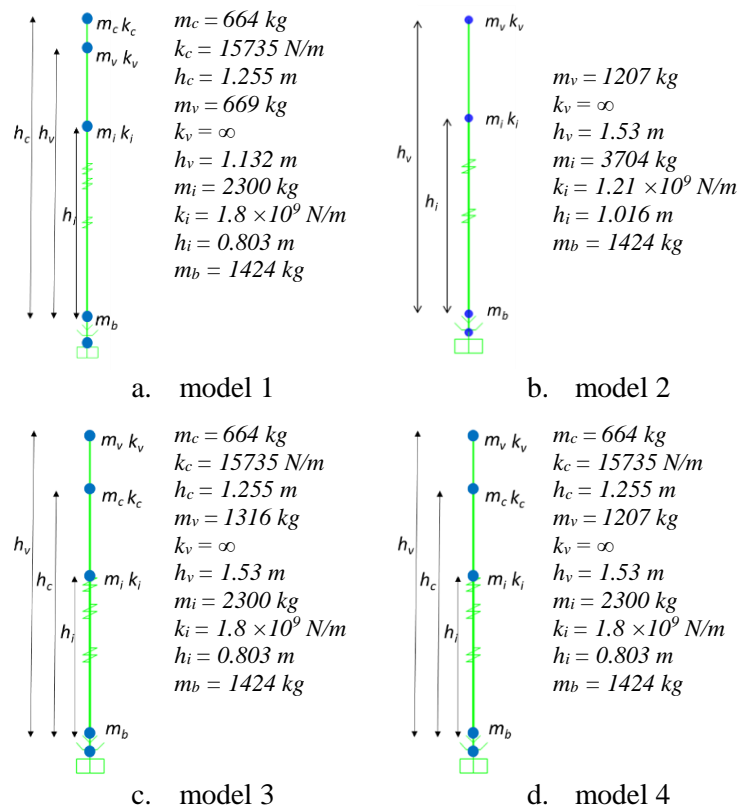 m_c k_c
m_v k_v
h_c
h_v
m_i k_i
h_i
m_b
m_c = 664 kg
k_c = 15735 N/m
h_c = 1.255 m
m_v = 669 kg
k_v = ∞
h_v = 1.132 m
m_i = 2300 kg
k_i = 1.8 ×10^9 N/m
h_i = 0.803 m
m_b = 1424 kg
a. model 1
m_v k_v
m_i k_i
h_v
h_i
m_b
m_v = 1207 kg
k_v = ∞
h_v = 1.53 m
m_i = 3704 kg
k_i = 1.21 ×10^9 N/m
h_i = 1.016 m
m_b = 1424 kg
b. model 2
m_v k_v
m_c k_c
h_v
h_c
m_i k_i
h_i
m_b
m_c = 664 kg
k_c = 15735 N/m
h_c = 1.255 m
m_v = 1316 kg
k_v = ∞
h_v = 1.53 m
m_i = 2300 kg
k_i = 1.8 ×10^9 N/m
h_i = 0.803 m
m_b = 1424 kg
c. model 3
m_v k_v
m_c k_c
h_v
h_c
m_i k_i
h_i
m_b
m_c = 664 kg
k_c = 15735 N/m
h_c = 1.255 m
m_v = 1207 kg
k_v = ∞
h_v = 1.53 m
m_i = 2300 kg
k_i = 1.8 ×10^9 N/m
h_i = 0.803 m
m_b = 1424 kg
d. model 4